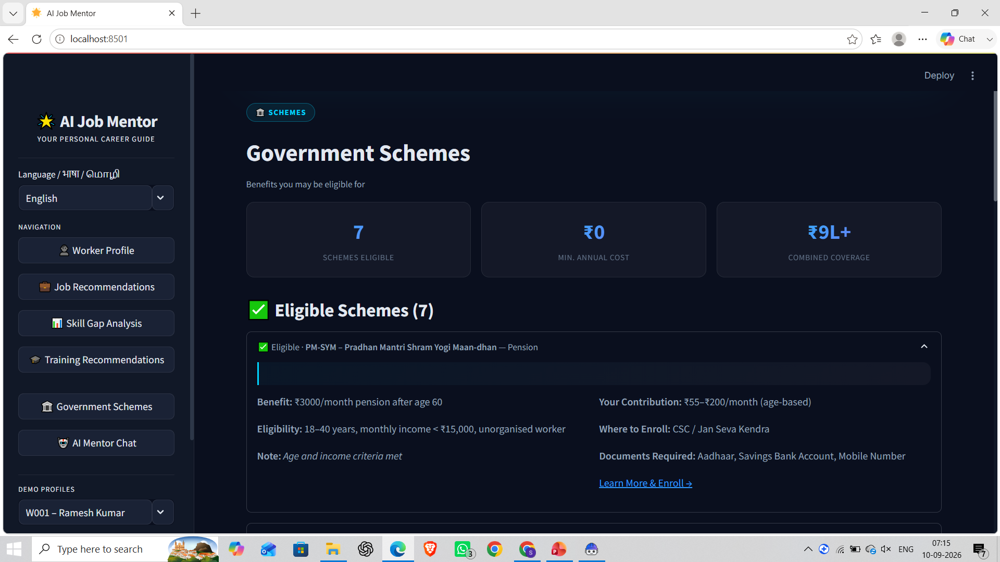 AI Job Mentor
localhost:8501
Chat
Deploy
AI Job Mentor
YOUR PERSONAL CAREER GUIDE
Language / भाषा / மொழி
English
NAVIGATION
Worker Profile
Job Recommendations
Skill Gap Analysis
Training Recommendations
Government Schemes
AI Mentor Chat
DEMO PROFILES
W001 – Ramesh Kumar
SCHEMES
Government Schemes
Benefits you may be eligible for
7
SCHEMES ELIGIBLE
₹0
MIN. ANNUAL COST
₹9L+
COMBINED COVERAGE
Eligible Schemes (7)
Eligible · PM-SYM – Pradhan Mantri Shram Yogi Maan-dhan — Pension
Benefit: ₹3000/month pension after age 60
Eligibility: 18–40 years, monthly income < ₹15,000, unorganised worker
Note: Age and income criteria met
Your Contribution: ₹55–₹200/month (age-based)
Where to Enroll: CSC / Jan Seva Kendra
Documents Required: Aadhaar, Savings Bank Account, Mobile Number
Learn More & Enroll →
Type here to search
3
S
P
ENG
07:15
10-09-2026
7